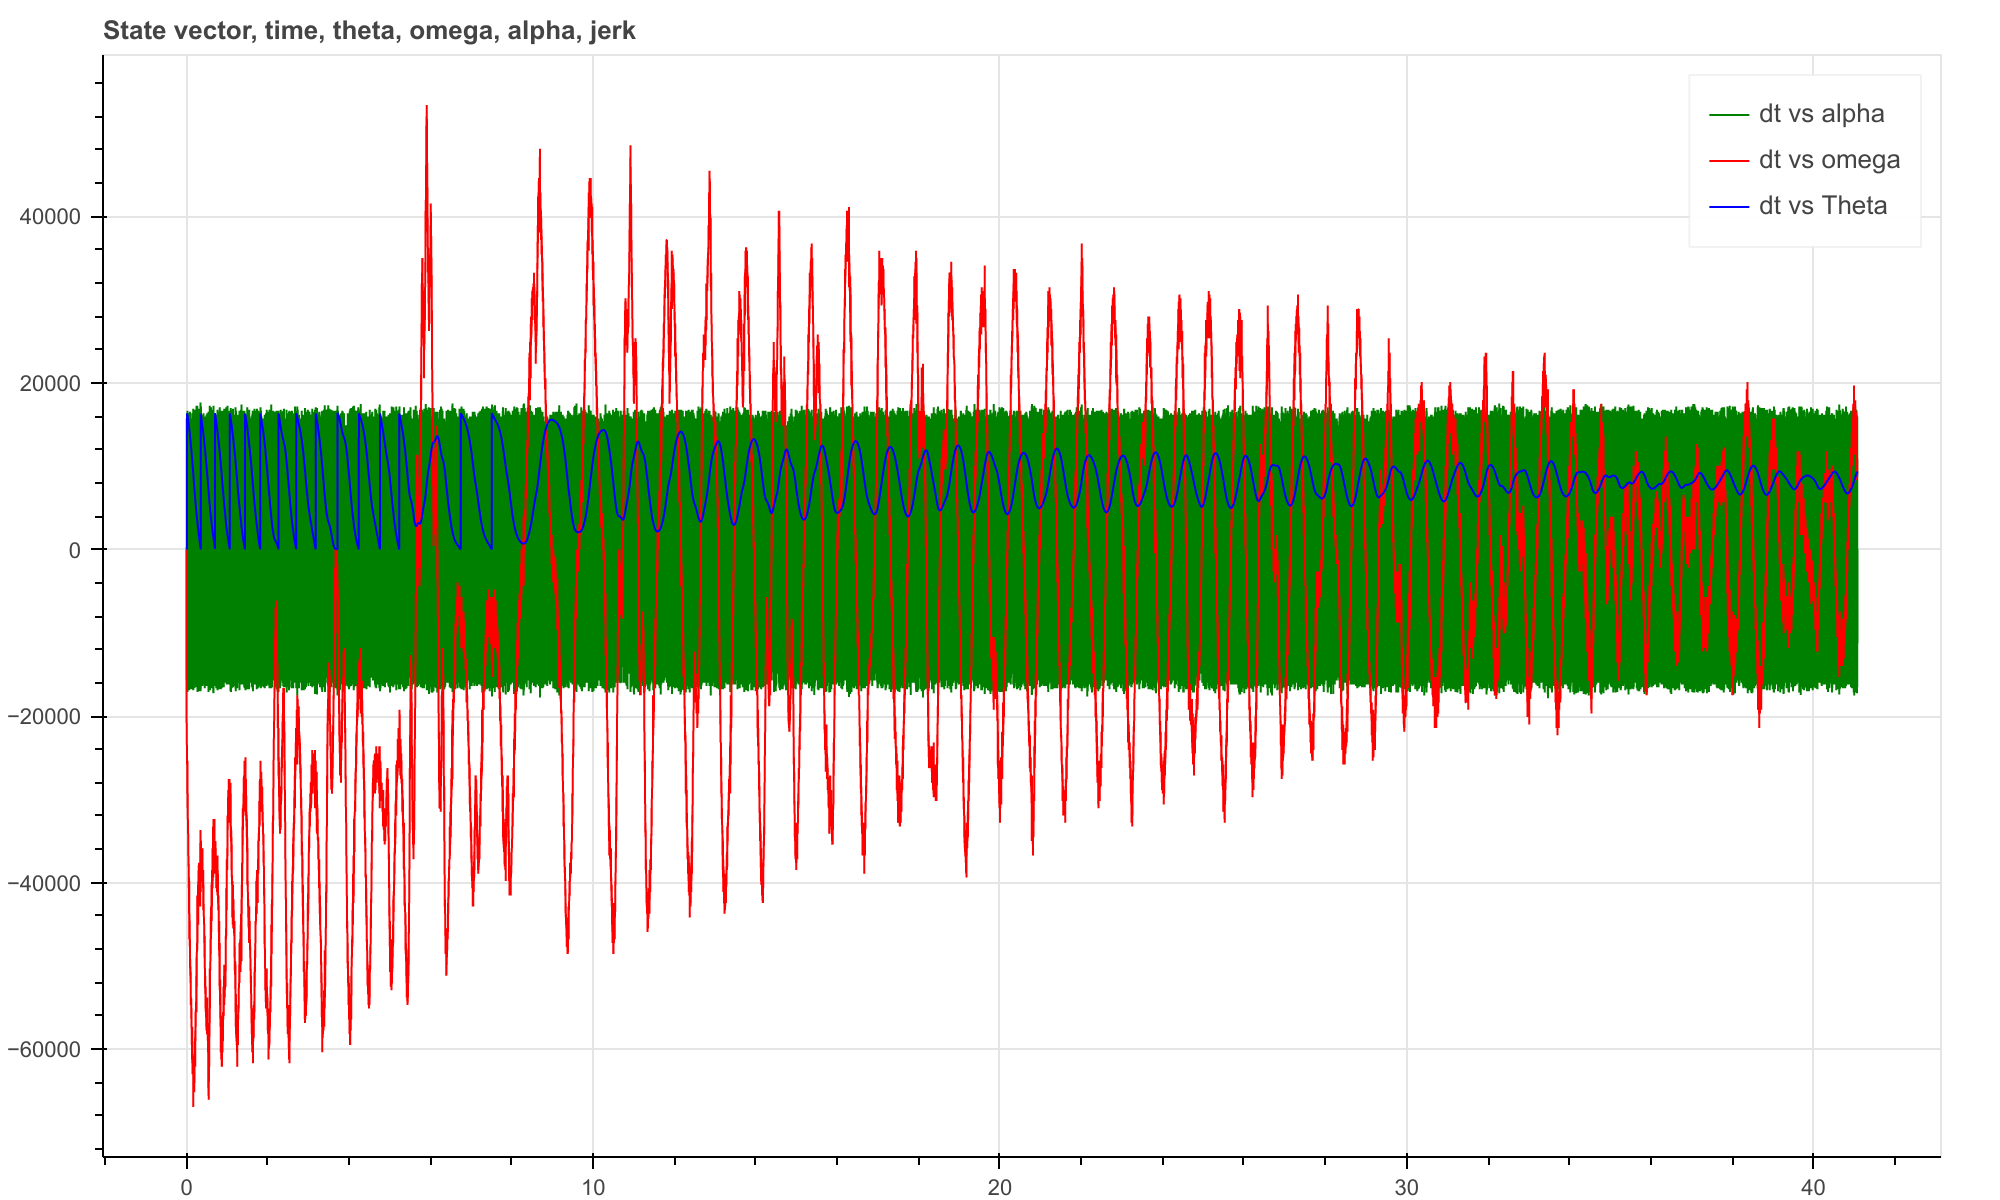 State vector, time, theta, omega, alpha, jerk
dt vs alpha
dt vs omega
dt vs Theta
40000
20000
0
−20000
−40000
−60000
0 10 20 30 40